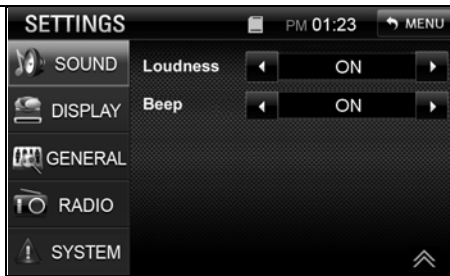 SETTINGS PM 01:23 MENU
SOUND Loudness ON
DISPLAY Beep ON
GENERAL
RADIO
SYSTEM